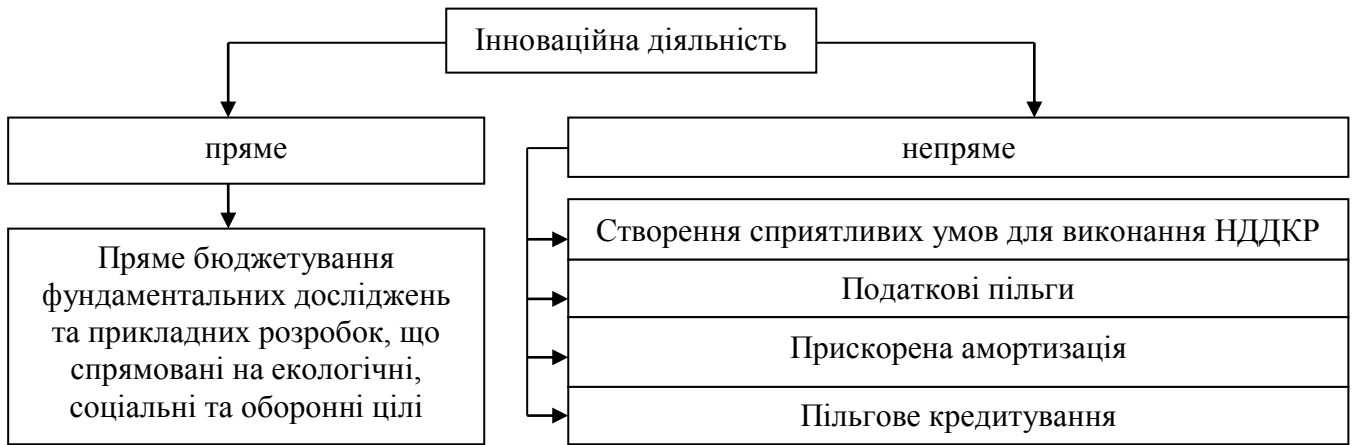 Інноваційна діяльність
пряме
непряме
Пряме бюджетування
фундаментальних досліджень
та прикладних розробок, що
спрямовані на екологічні,
соціальні та оборонні цілі
Створення сприятливих умов для виконання НДДКР
Податкові пільги
Прискорена амортизація
Пільгове кредитування